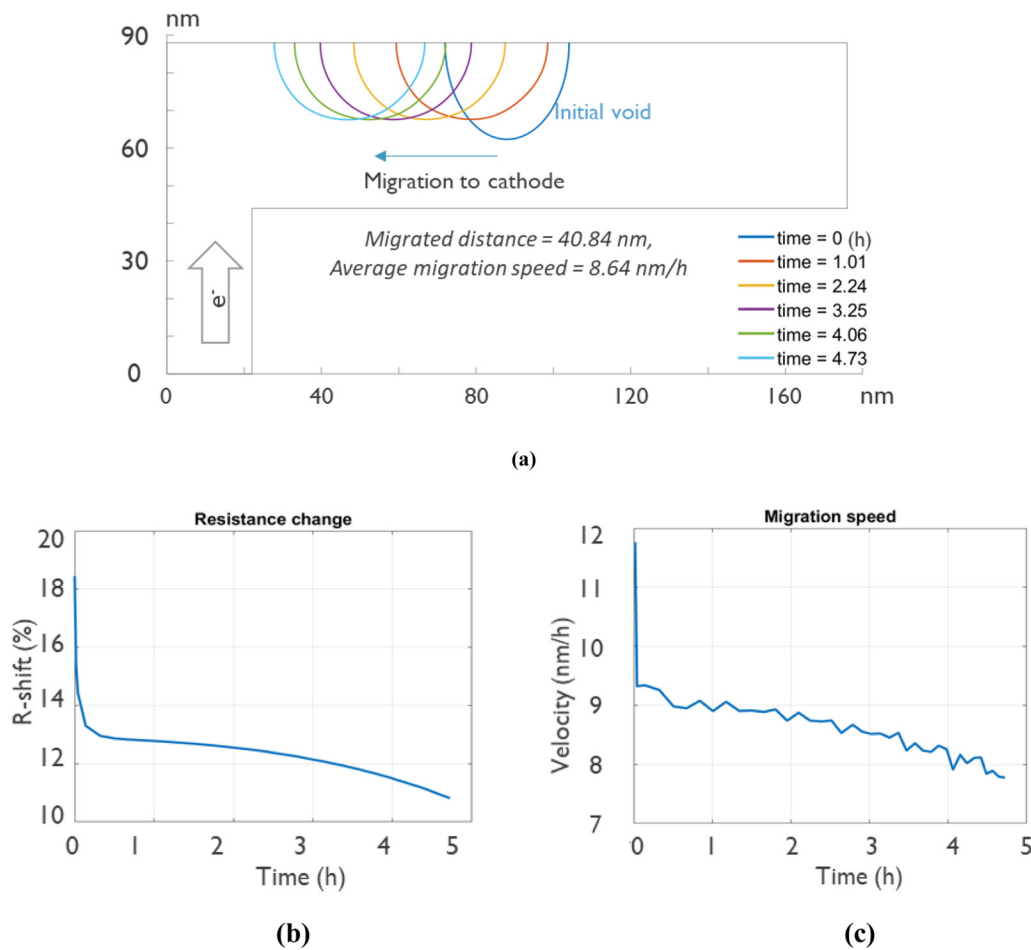 nm
90
60
30
0
Initial void
Migration to cathode
Migrated distance = 40.84 nm,
Average migration speed = 8.64 nm/h
e-
time = 0 (h)
time = 1.01
time = 2.24
time = 3.25
time = 4.06
time = 4.73
0 40 80 120 160 nm
(a)
Resistance change
20
18
16
14
12
10
R-shift (%)
0 1 2 3 4 5
Time (h)
(b)
Migration speed
12
11
10
9
8
7
Velocity (nm/h)
0 1 2 3 4 5
Time (h)
(c)